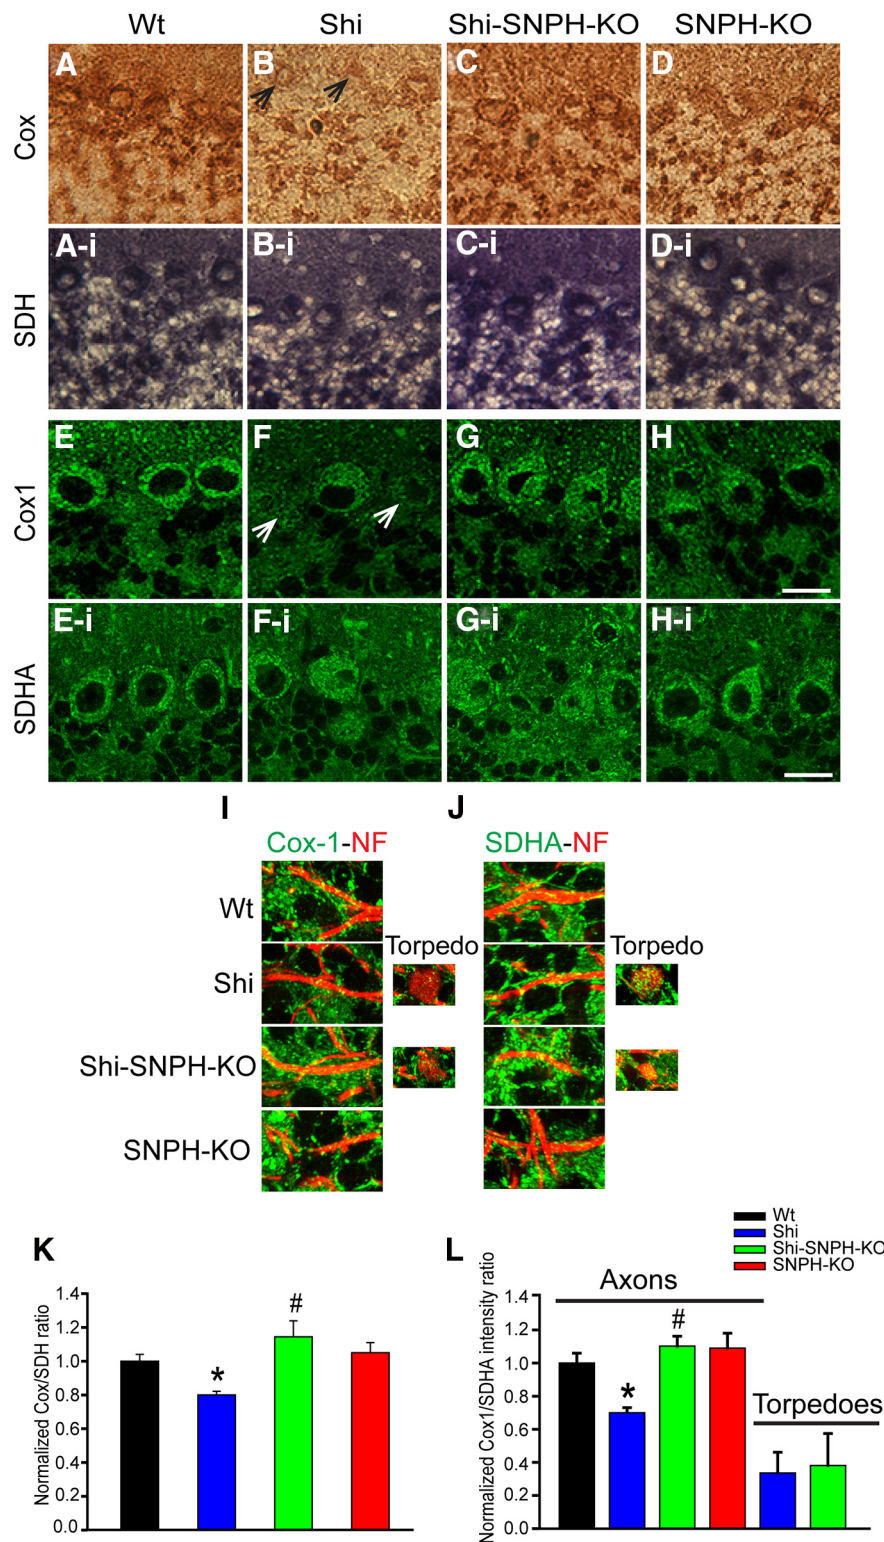 Wt Shi Shi-SNPH-KO SNPH-KO
Cox
A B C D
SDH
A-i B-i C-i D-i
Cox1
E F G H
SDHA
E-i F-i G-i H-i
I J
Cox-1-NF SDHA-NF
Wt
Torpedo Torpedo
Shi
Shi-SNPH-KO
SNPH-KO
K
Normalized Cox/SDH ratio
1.4
1.2
1.0
0.8
0.6
0.4
0.2
0.0
*
#
L
Wt
Shi
Shi-SNPH-KO
SNPH-KO
Normalized Cox1/SDHA intensity ratio
1.4
1.2
1.0
0.8
0.6
0.4
0.2
0.0
Axons
*
#
Torpedoes